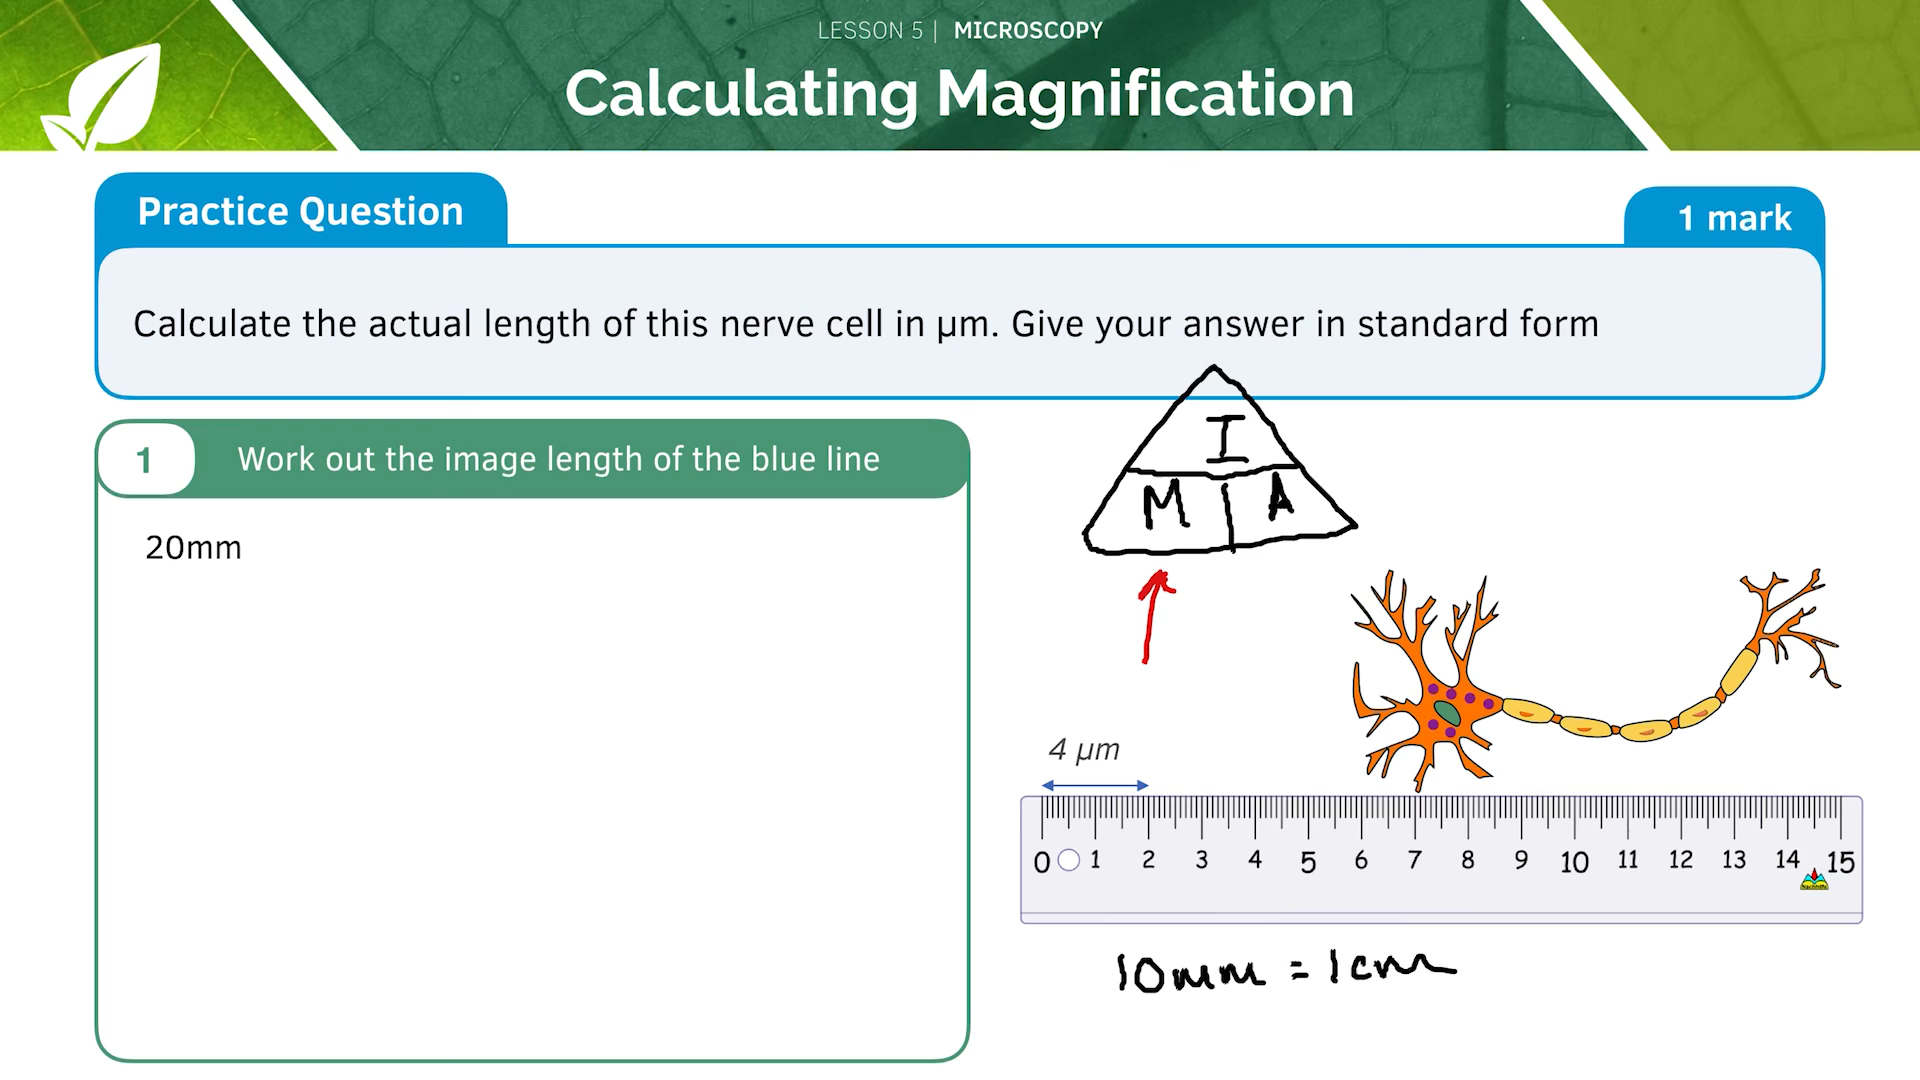 LESSON 5 | MICROSCOPY
Calculating Magnification
Practice Question
1 mark
Calculate the actual length of this nerve cell in µm. Give your answer in standard form
1 Work out the image length of the blue line
20mm
I
M A
4 µm
0 1 2 3 4 5 6 7 8 9 10 11 12 13 14 15
10mm = 1cm